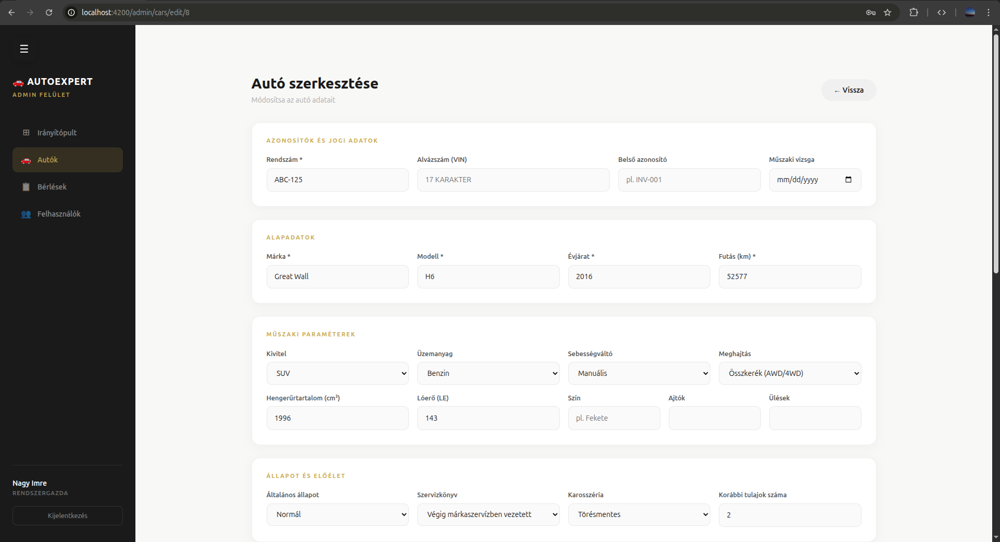 localhost:4200/admin/cars/edit/8
AUTOEXPERT
ADMIN FELÜLET
Irányítópult
Autók
Bérlések
Felhasználók
Nagy Imre
RENDSZERGAZDA
Kijelentkezés
Autó szerkesztése
Módosítsa az autó adatait
← Vissza
AZONOSÍTÓK ÉS JOGI ADATOK
Rendszám * Alvázszám (VIN) Belső azonosító Műszaki vizsga
ABC-125 17 KARAKTER pl. INV-001 mm/dd/yyyy
ALAPADATOK
Márka * Modell * Évjárat * Futás (km) *
Great Wall H6 2016 52577
MŰSZAKI PARAMÉTEREK
Kivitel Üzemanyag Sebességváltó Meghajtás
SUV Benzin Manuális Összkerék (AWD/4WD)
Hengerűrtartalom (cm³) Lóerő (LE) Szín Ajtók Ülések
1996 143 pl. Fekete
ÁLLAPOT ÉS ELŐÉLET
Általános állapot Szervizkönyv Karosszéria Korábbi tulajok száma
Normál Végig márkaszervízben vezetett Törésmentes 2